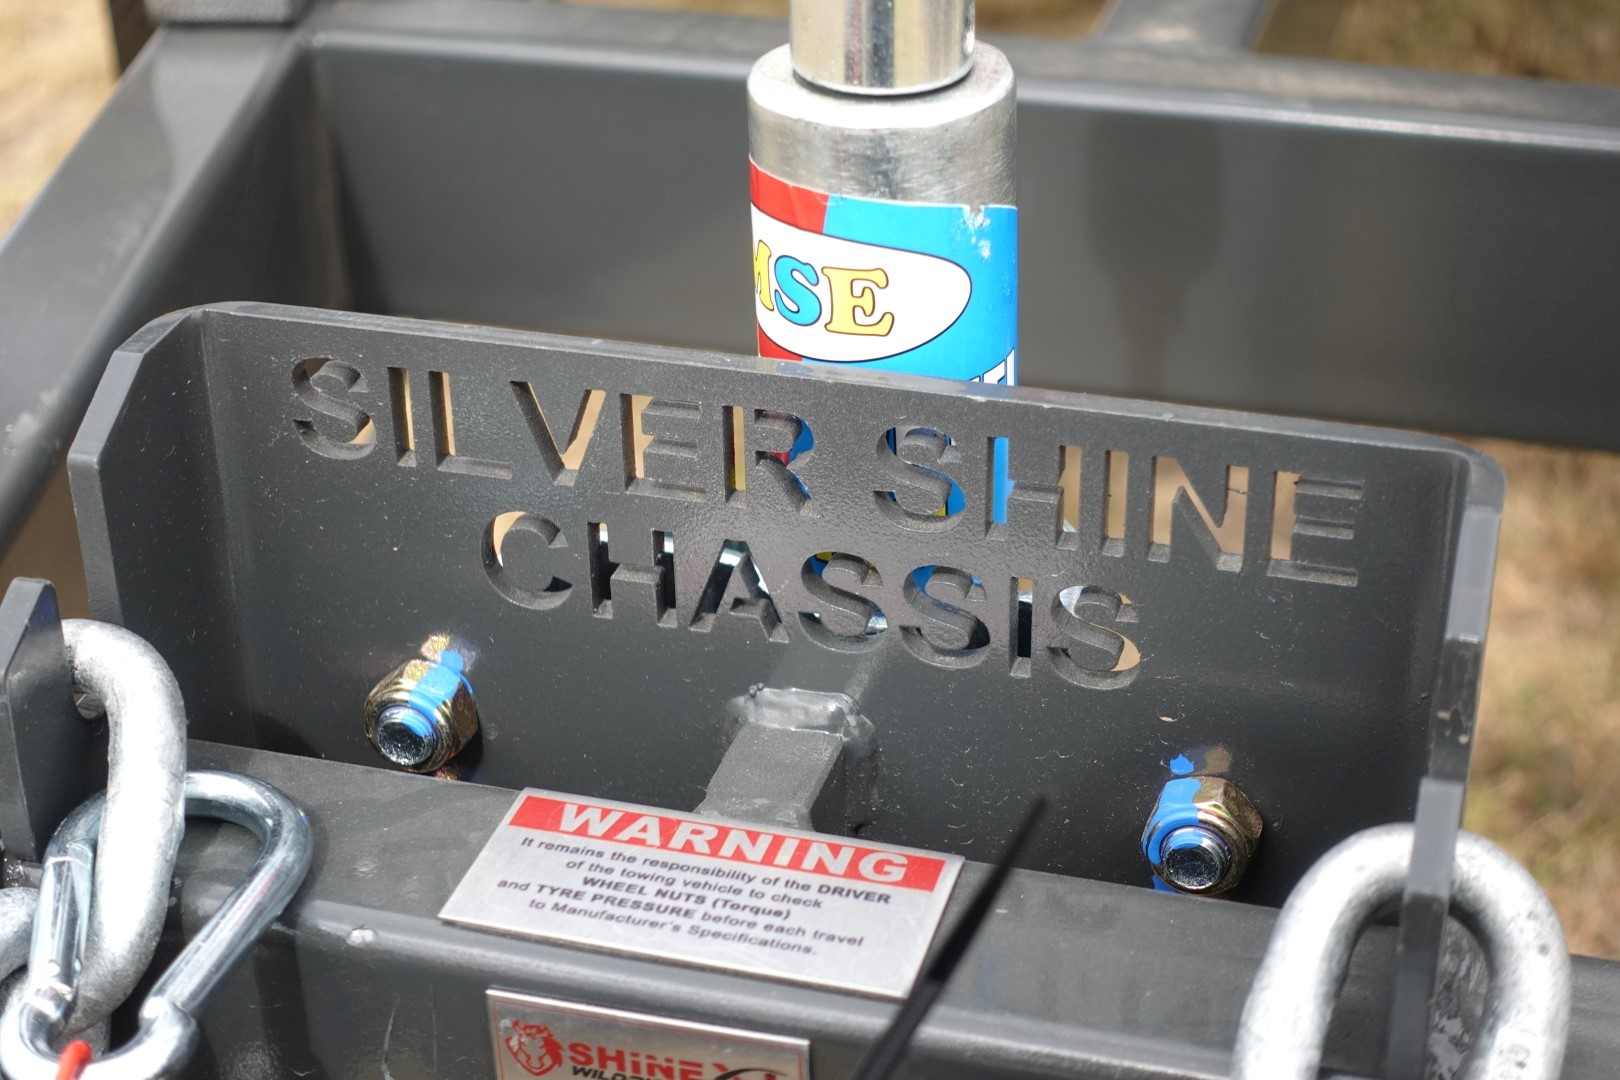 MSE
SILVER SHINE
CHASSIS
WARNING
It remains the responsibility of the DRIVER
of the towing vehicle to check
WHEEL NUTS (Torque)
and TYRE PRESSURE before each travel
to Manufacturer's Specifications.
SHiNE